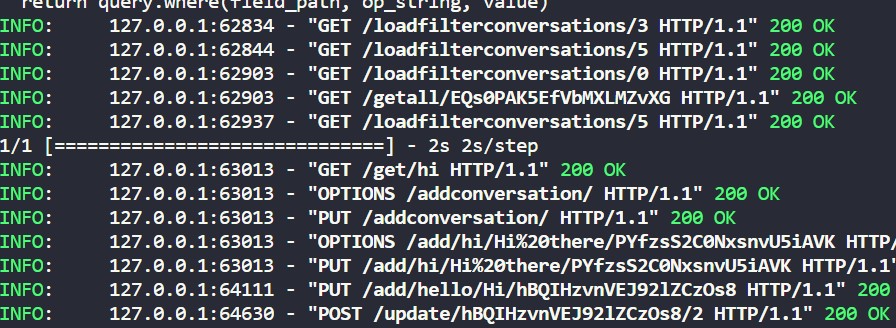 return query.where(field_path, op_string, value)
INFO: 127.0.0.1:62834 - "GET /loadfilterconversations/3 HTTP/1.1" 200 OK
INFO: 127.0.0.1:62844 - "GET /loadfilterconversations/5 HTTP/1.1" 200 OK
INFO: 127.0.0.1:62903 - "GET /loadfilterconversations/0 HTTP/1.1" 200 OK
INFO: 127.0.0.1:62903 - "GET /getall/EQs0PAK5EfVbMXLMZvXG HTTP/1.1" 200 OK
INFO: 127.0.0.1:62937 - "GET /loadfilterconversations/5 HTTP/1.1" 200 OK
1/1 [==============================] - 2s 2s/step
INFO: 127.0.0.1:63013 - "GET /get/hi HTTP/1.1" 200 OK
INFO: 127.0.0.1:63013 - "OPTIONS /addconversation/ HTTP/1.1" 200 OK
INFO: 127.0.0.1:63013 - "PUT /addconversation/ HTTP/1.1" 200 OK
INFO: 127.0.0.1:63013 - "OPTIONS /add/hi/Hi%20there/PYfzsS2C0NxsnvU5iAVK HTTP/
INFO: 127.0.0.1:63013 - "PUT /add/hi/Hi%20there/PYfzsS2C0NxsnvU5iAVK HTTP/1.1"
INFO: 127.0.0.1:64111 - "PUT /add/hello/Hi/hBQIHzvnVEJ92lZCzOs8 HTTP/1.1" 200
INFO: 127.0.0.1:64630 - "POST /update/hBQIHzvnVEJ92lZCzOs8/2 HTTP/1.1" 200 OK